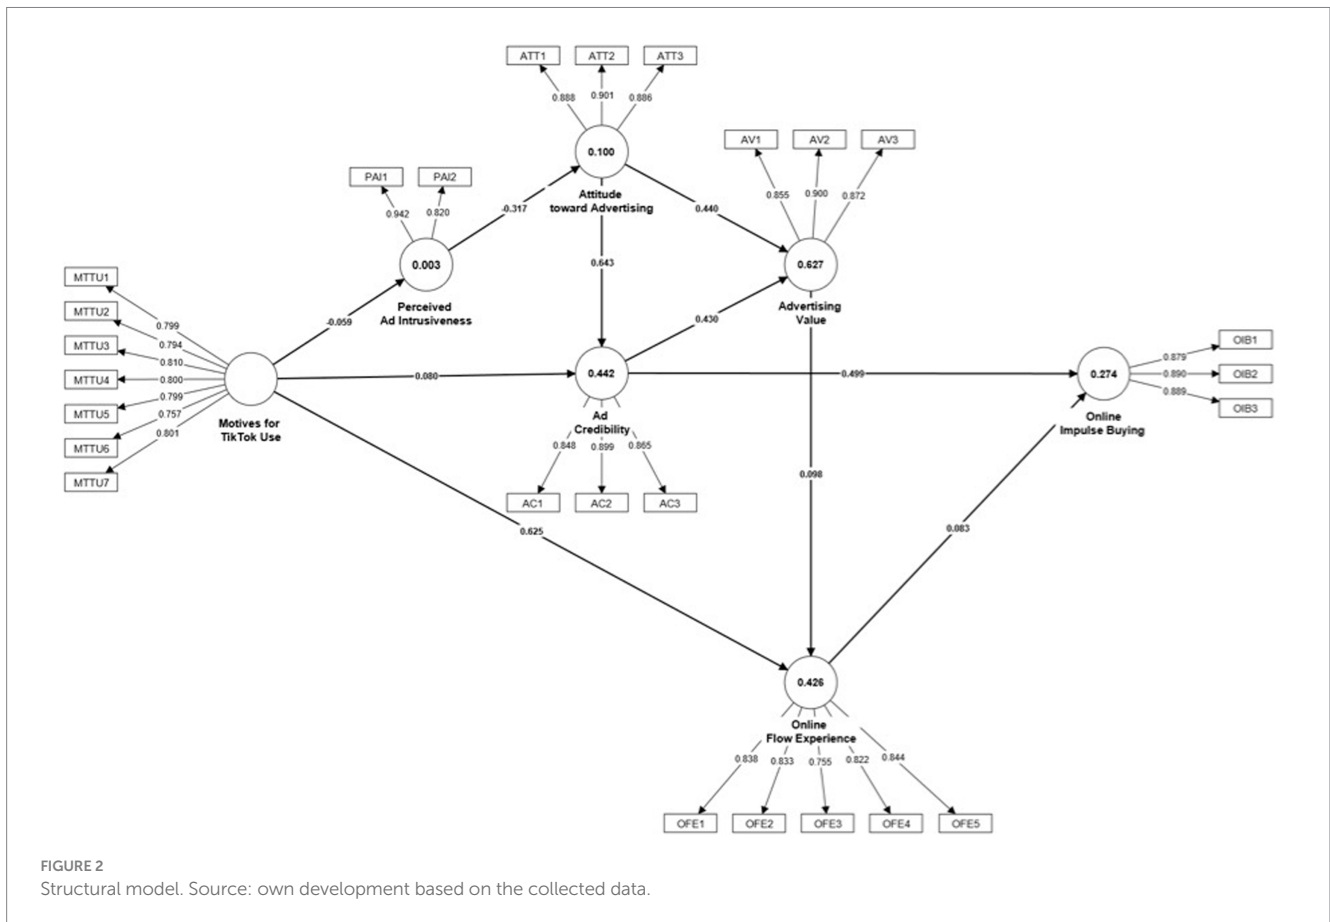 ATT1 ATT2 ATT3
0.888 0.901 0.886
0.100
Attitude
toward Advertising
AV1 AV2 AV3
0.855 0.900 0.872
0.627
Advertising
Value
PAI1 PAI2
0.942 0.820
0.003
Perceived
Ad Intrusiveness
-0.317
0.440
0.643
0.430
-0.059
MTTU1
MTTU2
MTTU3
MTTU4
MTTU5
MTTU6
MTTU7
0.799
0.794
0.810
0.800
0.799
0.757
0.801
Motives for
TikTok Use
0.080
0.442
Ad
Credibility
0.848 0.899 0.865
AC1 AC2 AC3
0.499
0.274
Online
Impulse Buying
0.879
0.890
0.889
OIB1
OIB2
OIB3
0.098
0.625
0.083
0.426
Online
Flow Experience
0.838 0.833 0.755 0.822 0.844
OFE1 OFE2 OFE3 OFE4 OFE5
FIGURE 2
Structural model. Source: own development based on the collected data.